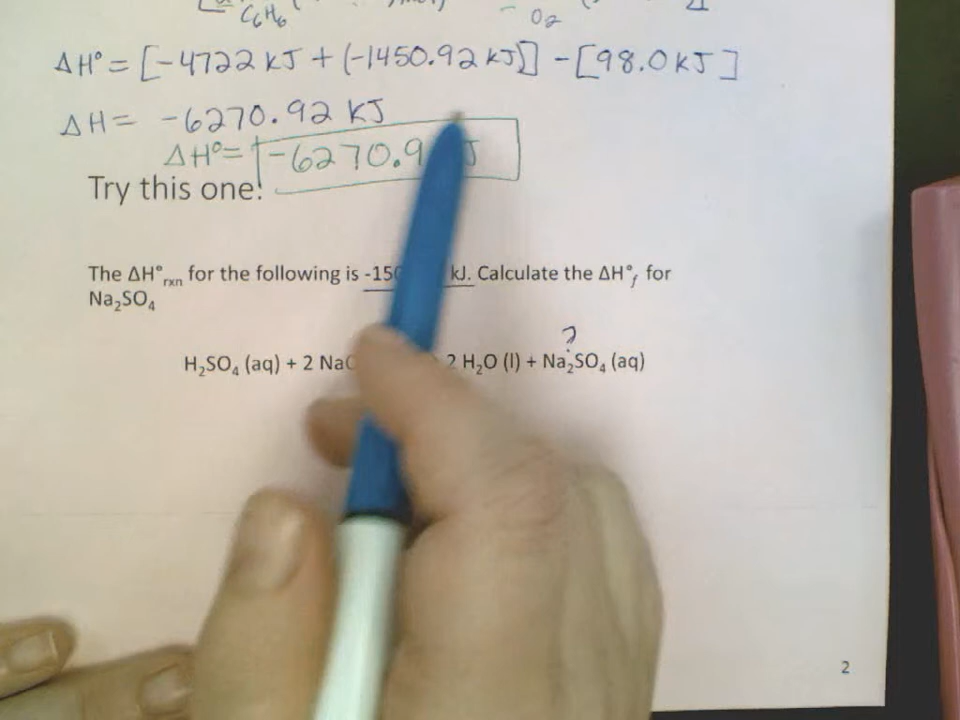 C₆H₆ O₂
ΔH° = [-4722 kJ + (-1450.92 kJ)] - [98.0 kJ]
ΔH = -6270.92 kJ
ΔH° = -6270.9 J
Try this one!
The ΔH°rxn for the following is -150 kJ. Calculate the ΔH°f for
Na₂SO₄
?
H₂SO₄ (aq) + 2 Na 2 H₂O (l) + Na₂SO₄ (aq)
2